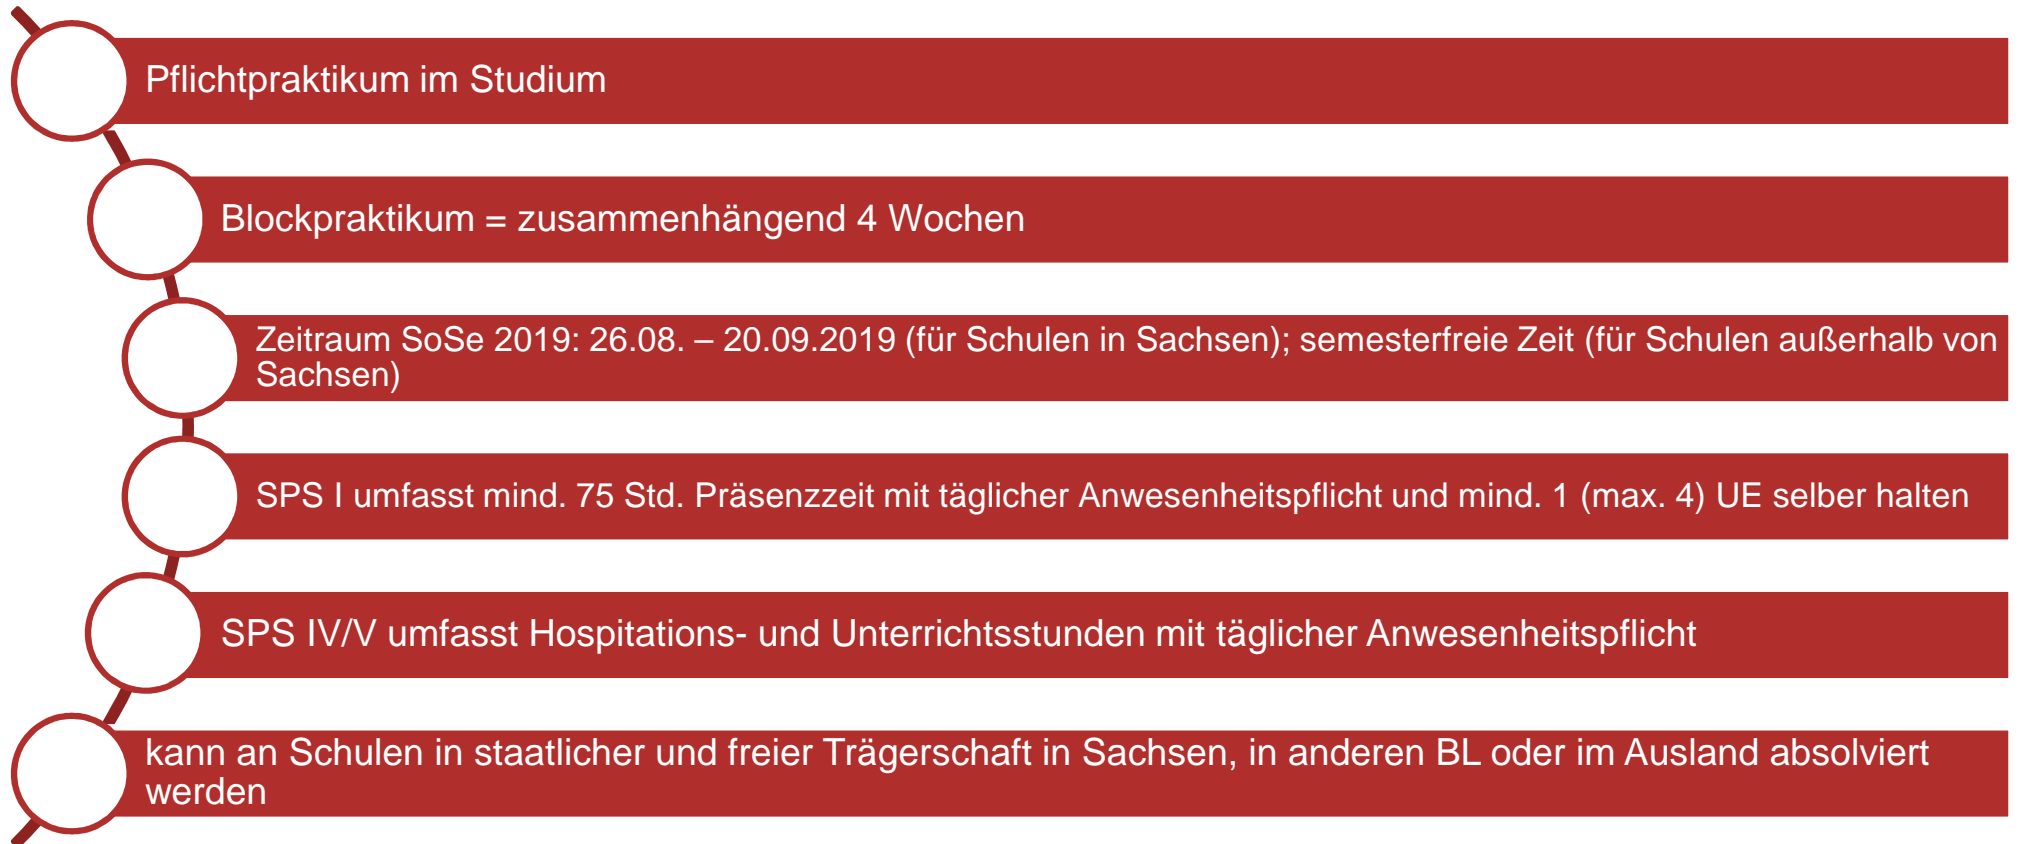 Pflichtpraktikum im Studium
Blockpraktikum = zusammenhängend 4 Wochen
Zeitraum SoSe 2019: 26.08. – 20.09.2019 (für Schulen in Sachsen); semesterfreie Zeit (für Schulen außerhalb von
Sachsen)
SPS I umfasst mind. 75 Std. Präsenzzeit mit täglicher Anwesenheitspflicht und mind. 1 (max. 4) UE selber halten
SPS IV/V umfasst Hospitations- und Unterrichtsstunden mit täglicher Anwesenheitspflicht
kann an Schulen in staatlicher und freier Trägerschaft in Sachsen, in anderen BL oder im Ausland absolviert
werden